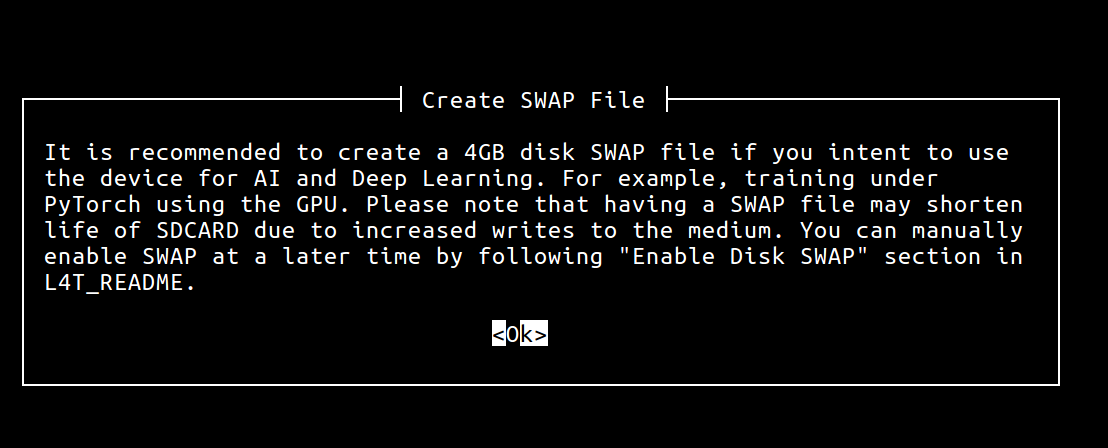 Create SWAP File
It is recommended to create a 4GB disk SWAP file if you intent to use
the device for AI and Deep Learning. For example, training under
PyTorch using the GPU. Please note that having a SWAP file may shorten
life of SDCARD due to increased writes to the medium. You can manually
enable SWAP at a later time by following "Enable Disk SWAP" section in
L4T_README.
<Ok>